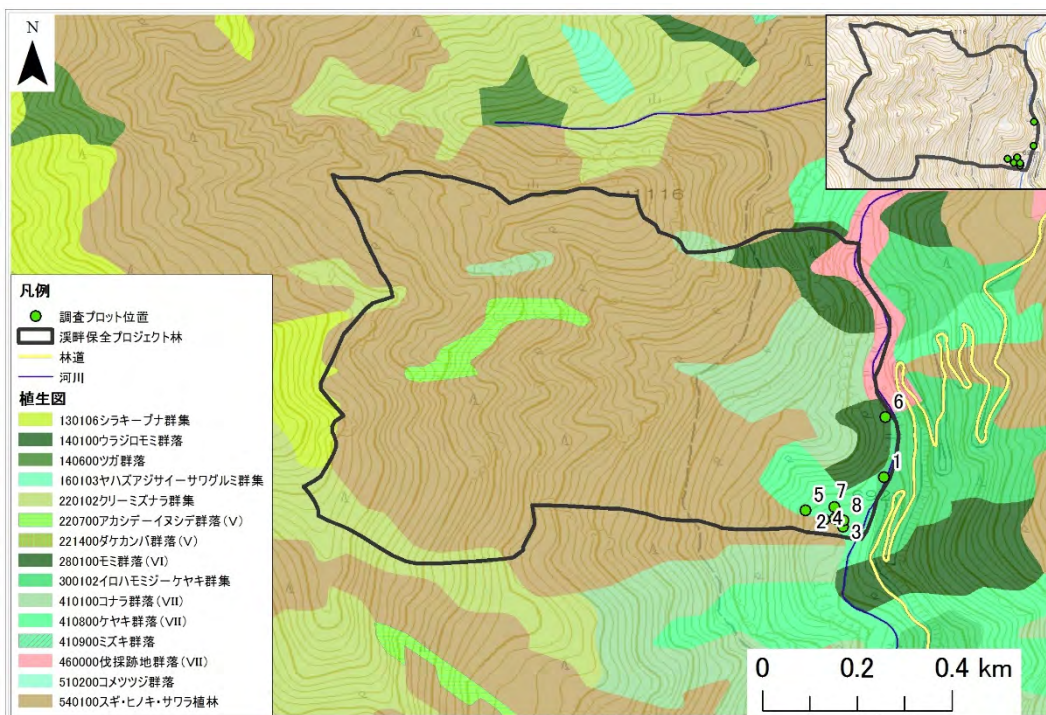 N
1116
凡例
調査プロット位置
渓畔保全プロジェクト林
林道
河川
植生図
130106シラキーブナ群集
140100ウラジロモミ群落
140600ツガ群落
160103ヤハズアジサイーサワグルミ群集
220102クリーミズナラ群集
220700アカシデーイヌシデ群落(Ⅴ)
221400ダケカンバ群落(Ⅴ)
280100モミ群落(Ⅵ)
300102イロハモミジーケヤキ群集
410100コナラ群落(Ⅶ)
410800ケヤキ群落(Ⅶ)
410900ミズキ群落
460000伐採跡地群落(Ⅶ)
510200コメツツジ群落
540100スギ・ヒノキ・サワラ植林
6
1
5
7
8
2
4
3
0 0.2 0.4 km